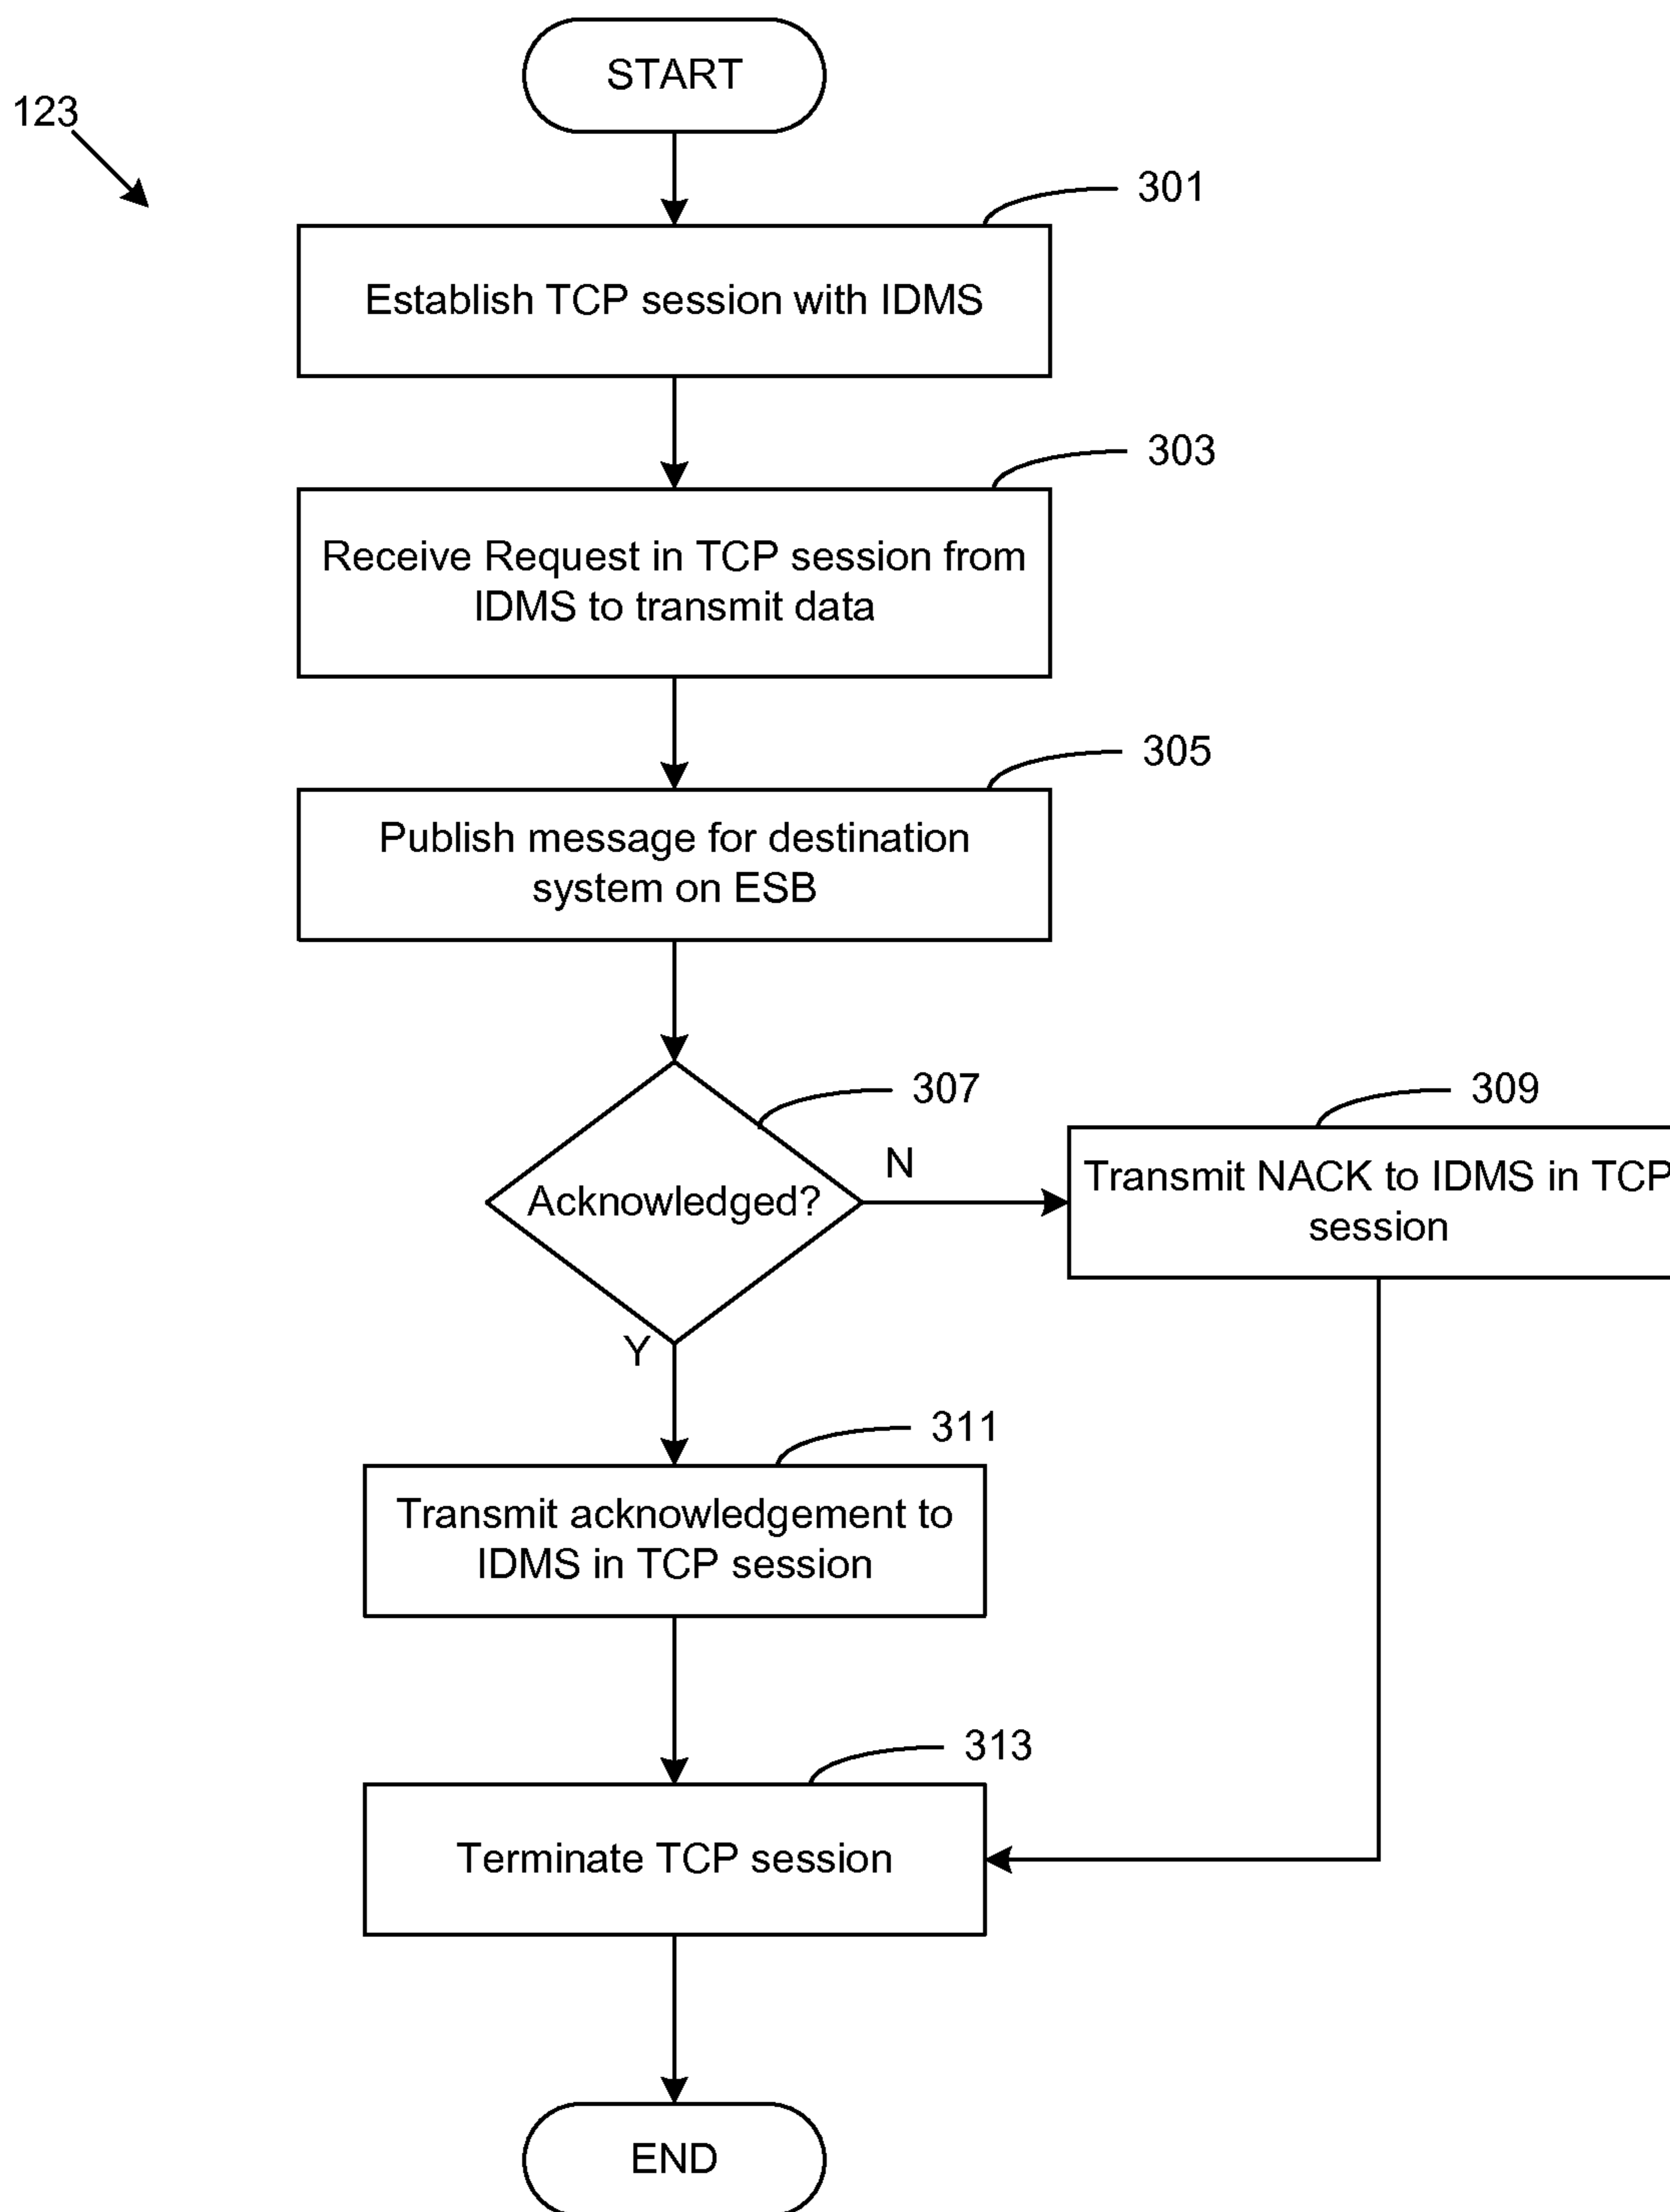 START
123
301
Establish TCP session with IDMS
303
Receive Request in TCP session from
IDMS to transmit data
305
Publish message for destination
system on ESB
307
309
N
Transmit NACK to IDMS in TCP
session
Acknowledged?
Y
311
Transmit acknowledgement to
IDMS in TCP session
313
Terminate TCP session
END